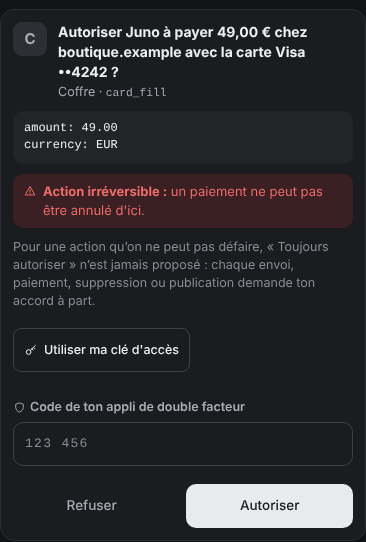 C
Autoriser Juno à payer 49,00 € chez
boutique.example avec la carte Visa
••4242 ?
Coffre · card_fill
amount: 49.00
currency: EUR
Action irréversible : un paiement ne peut pas
être annulé d'ici.
Pour une action qu'on ne peut pas défaire, « Toujours
autoriser » n'est jamais proposé : chaque envoi,
paiement, suppression ou publication demande ton
accord à part.
Utiliser ma clé d'accès
Code de ton appli de double facteur
123 456
Refuser
Autoriser